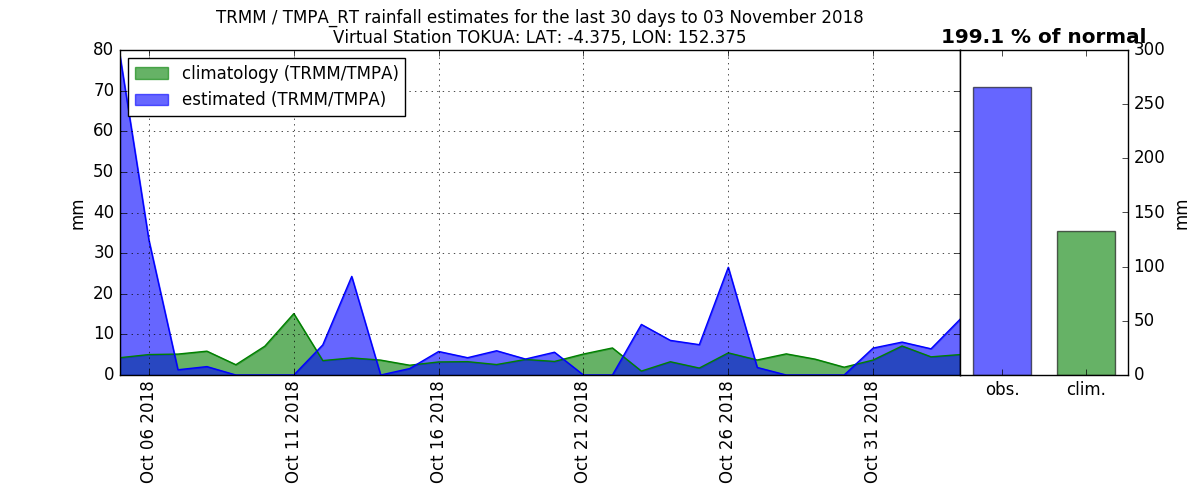 TRMM / TMPA_RT rainfall estimates for the last 30 days to 03 November 2018
Virtual Station TOKUA: LAT: -4.375, LON: 152.375
199.1 % of normal
climatology (TRMM/TMPA)
estimated (TRMM/TMPA)
80
70
60
50
40
30
20
10
0
mm
Oct 06 2018
Oct 11 2018
Oct 16 2018
Oct 21 2018
Oct 26 2018
Oct 31 2018
300
250
200
150
100
50
0
mm
obs.
clim.